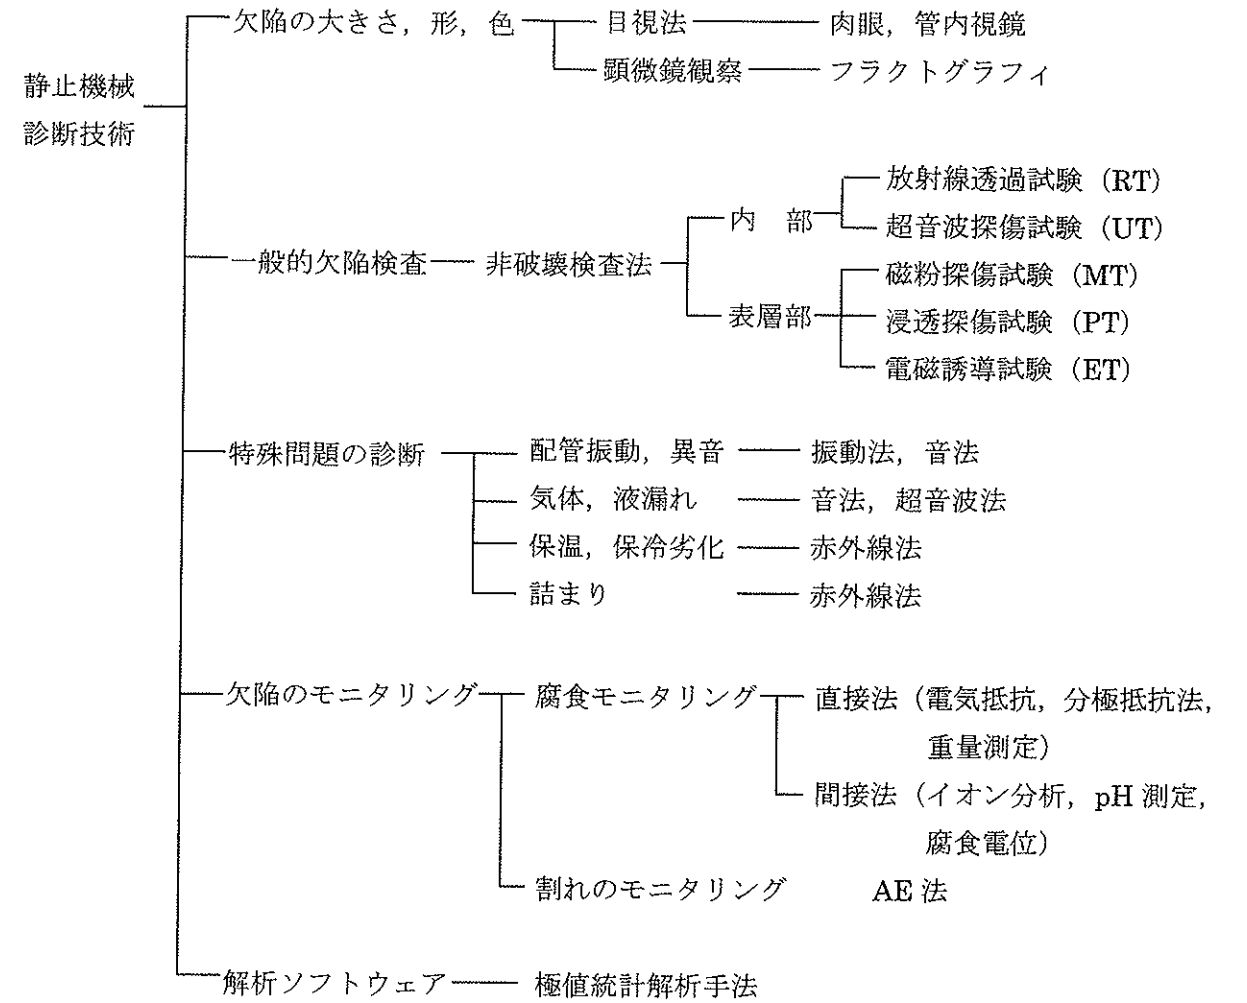 欠陥の大きさ，形，色 目視法 肉眼，管内視鏡
顕微鏡観察 フラクトグラフィ
静止機械
診断技術
放射線透過試験（RT）
内　部
超音波探傷試験（UT）
一般的欠陥検査 非破壊検査法
磁粉探傷試験（MT）
表層部 浸透探傷試験（PT）
電磁誘導試験（ET）
特殊問題の診断 配管振動，異音 振動法，音法
気体，液漏れ 音法，超音波法
保温，保冷劣化 赤外線法
詰まり 赤外線法
欠陥のモニタリング 腐食モニタリング 直接法（電気抵抗，分極抵抗法，
重量測定）
間接法（イオン分析，pH 測定，
腐食電位）
割れのモニタリング AE 法
解析ソフトウェア 極値統計解析手法